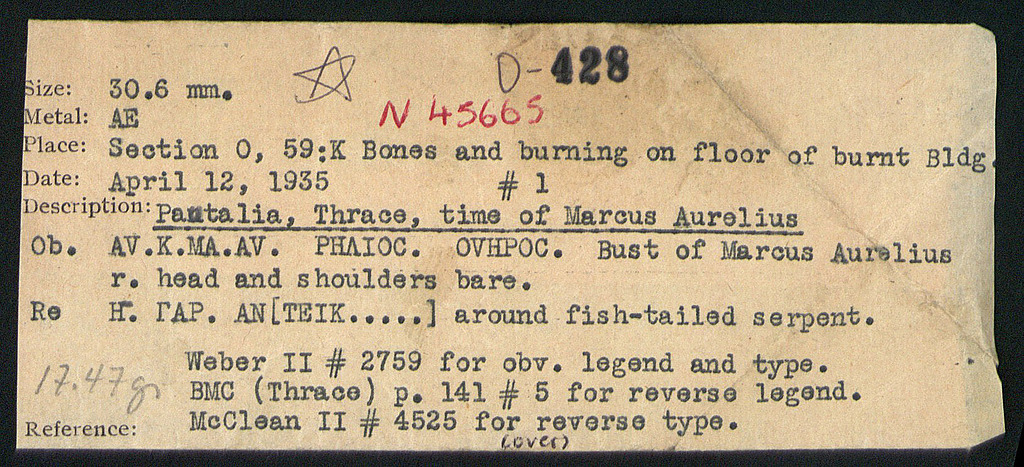 O-428
Size: 30.6 mm.
N 45665
Metal: AE
Place: Section O, 59:K Bones and burning on floor of burnt Bldg.
Date: April 12, 1935 # 1
Description: Pautalia, Thrace, time of Marcus Aurelius
Ob. AV.K.MA.AV. PHΛIOC. OVHPOC. Bust of Marcus Aurelius
r. head and shoulders bare.
Re H. ΓAP. AN[TEIK.....] around fish-tailed serpent.
Weber II # 2759 for obv. legend and type.
17.47 gr
BMC (Thrace) p. 141 # 5 for reverse legend.
Reference: McClean II # 4525 for reverse type.
(over)